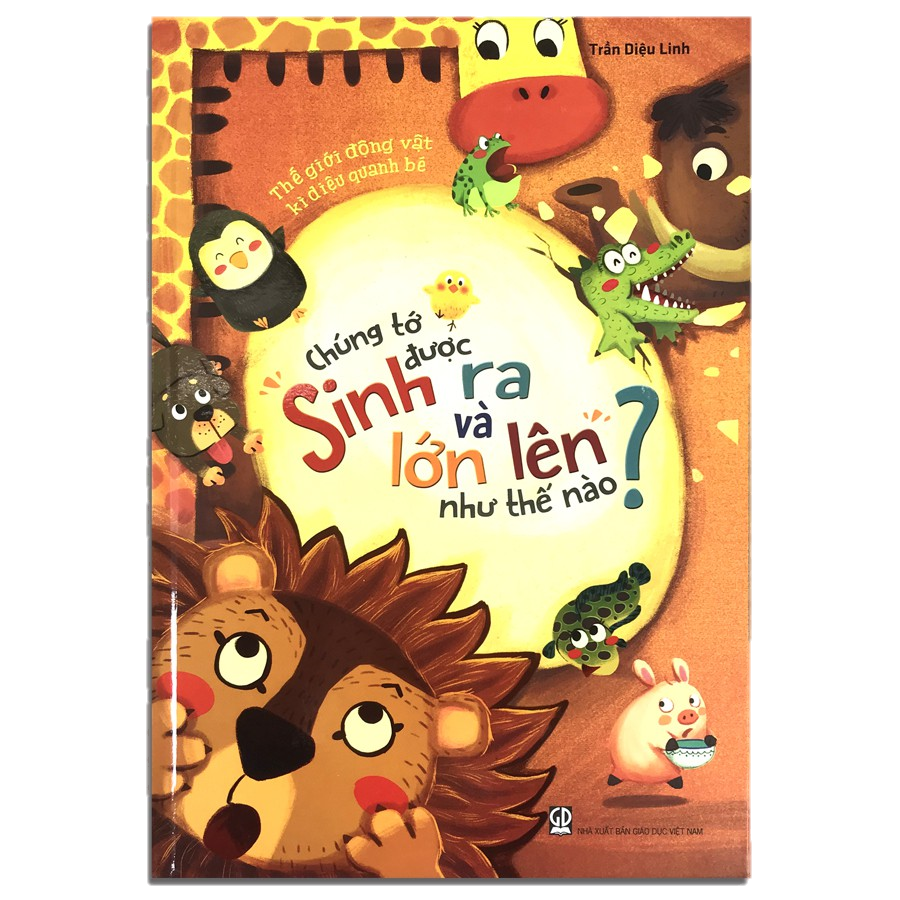 Trần Diệu Linh
Thế giới động vật
kì diệu quanh bé
Chúng tớ
được
"Sinh ra
và
lớn lên"
như thế nào?
GD
NHÀ XUẤT BẢN GIÁO DỤC VIỆT NAM